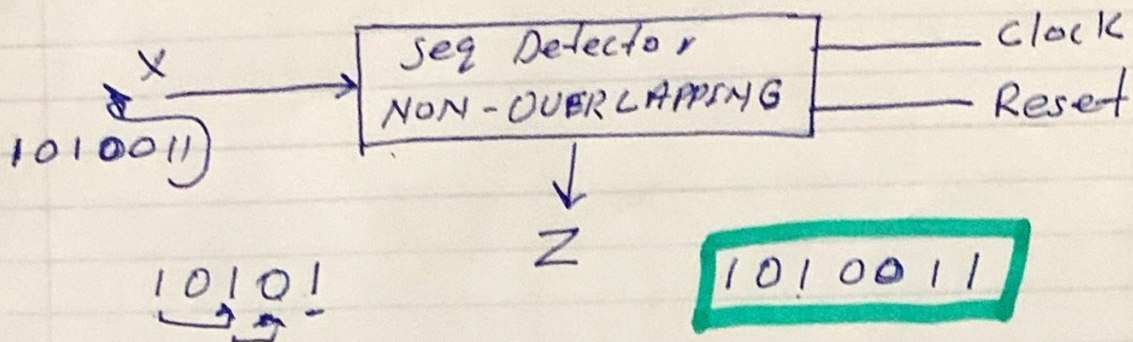 X
1010011
Seq Detector
NON-OVERLAPPING
Clock
Reset
Z
10101
1010011